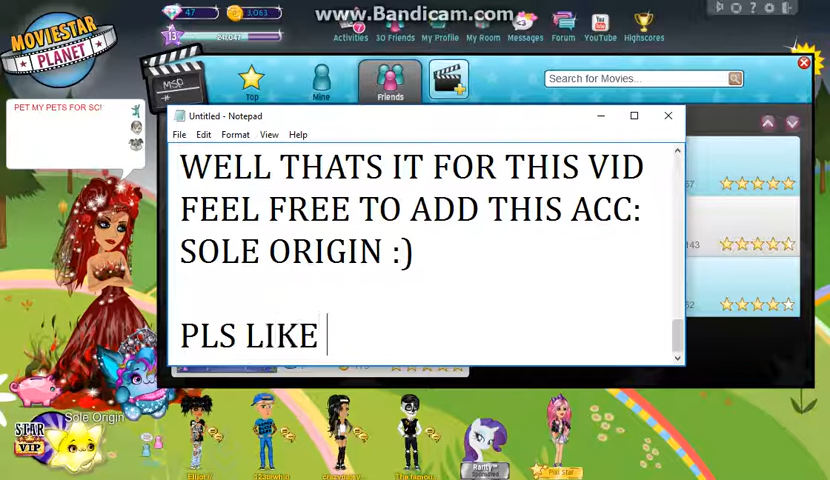 www.Bandicam.com
47
3,063
13
241,047
Activities
30 Friends
My Profile
My Room
Messages
Forum
YouTube
Highscores
MOVIESTAR
PLANET
MSP
Top
Mine
Friends
Search for Movies...
PET MY PETS FOR SC!
Untitled - Notepad
File Edit Format View Help
WELL THATS IT FOR THIS VID
FEEL FREE TO ADD THIS ACC:
SOLE ORIGIN :)
PLS LIKE
143
Sole Origin
STAR
VIP
Rarity
Pixi Star